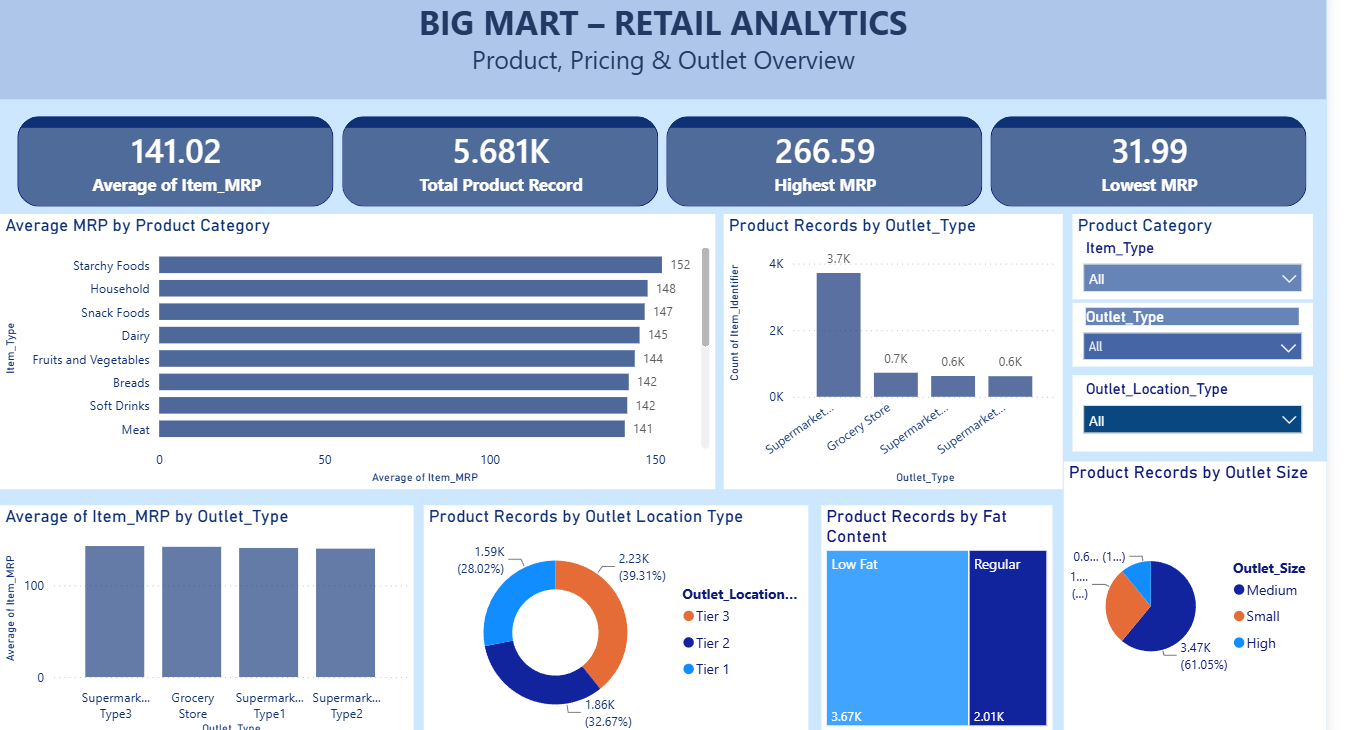 BIG MART – RETAIL ANALYTICS
Product, Pricing & Outlet Overview
141.02
Average of Item_MRP
5.681K
Total Product Record
266.59
Highest MRP
31.99
Lowest MRP
Average MRP by Product Category
Item_Type
Starchy Foods 152
Household 148
Snack Foods 147
Dairy 145
Fruits and Vegetables 144
Breads 142
Soft Drinks 142
Meat 141
0 50 100 150
Average of Item_MRP
Product Records by Outlet_Type
Count of Item_Identifier
4K
2K
0K
3.7K
0.7K
0.6K
0.6K
Supermarket...
Grocery Store
Supermarket...
Supermarket...
Outlet_Type
Product Category
Item_Type
All
Outlet_Type
All
Outlet_Location_Type
All
Average of Item_MRP by Outlet_Type
Average of Item_MRP
100
0
Supermark...
Type3
Grocery
Store
Supermark...
Type1
Supermark...
Type2
Outlet_Type
Product Records by Outlet Location Type
1.59K
(28.02%)
2.23K
(39.31%)
1.86K
(32.67%)
Outlet_Location...
Tier 3
Tier 2
Tier 1
Product Records by Fat
Content
Low Fat
3.67K
Regular
2.01K
Product Records by Outlet Size
0.6... (1...)
1....
(...)
3.47K
(61.05%)
Outlet_Size
Medium
Small
High